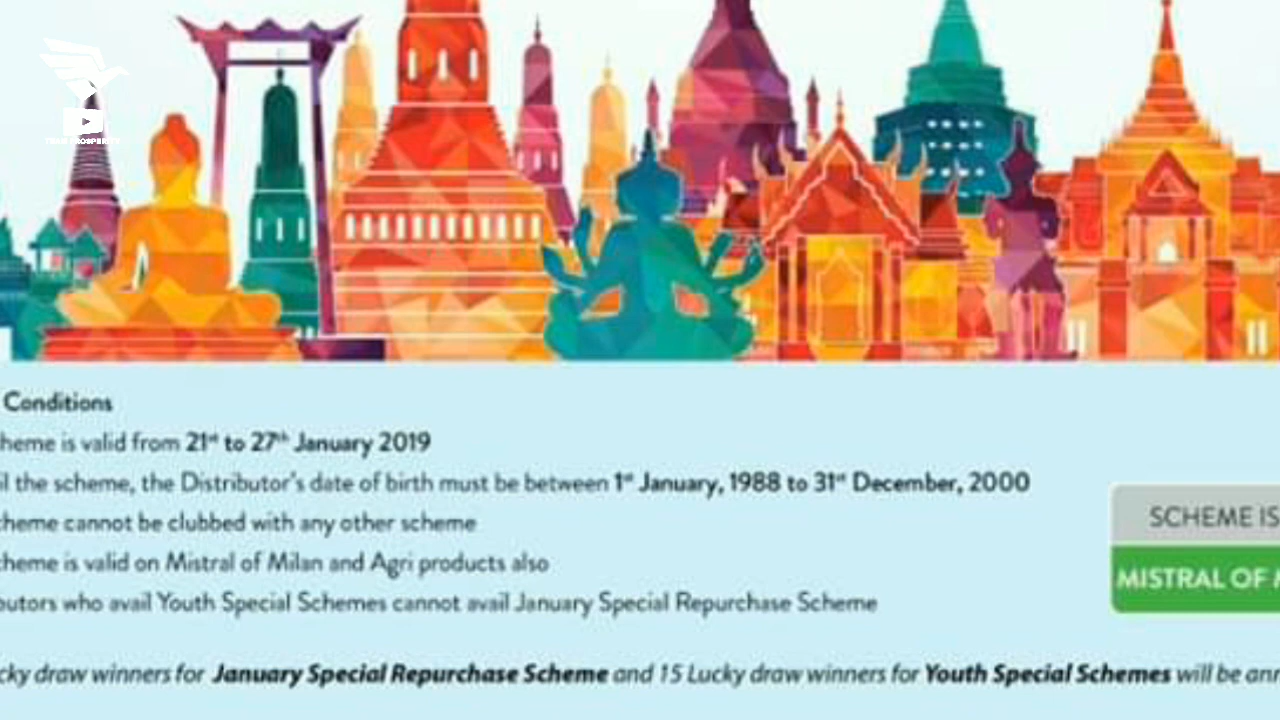 Conditions
heme is valid from 21st to 27th January 2019
il the scheme, the Distributor's date of birth must be between 1st January, 1988 to 31st December, 2000
cheme cannot be clubbed with any other scheme
cheme is valid on Mistral of Milan and Agri products also
butors who avail Youth Special Schemes cannot avail January Special Repurchase Scheme
SCHEME IS
MISTRAL OF M
cky draw winners for January Special Repurchase Scheme and 15 Lucky draw winners for Youth Special Schemes will be ann